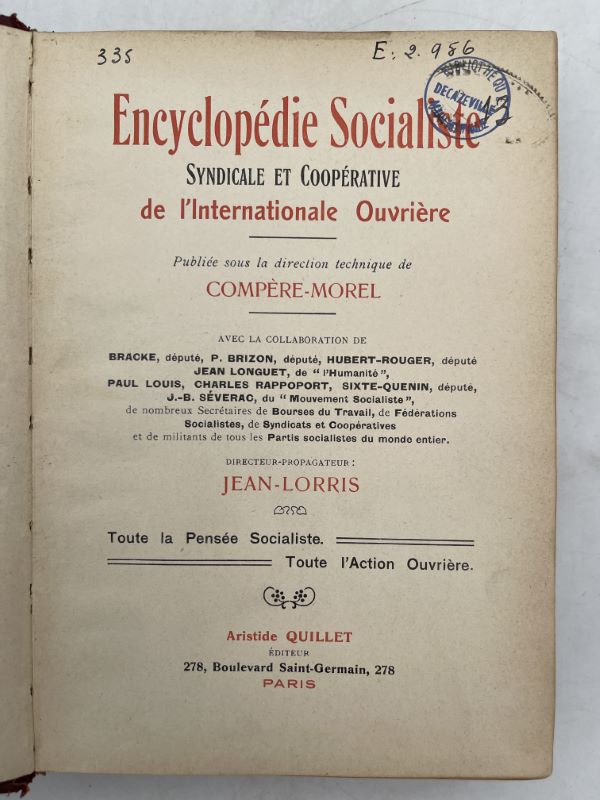 335
E. 2.986
BIBLIOTHEQUE
DECAZEVILLE
13
Encyclopédie Socialiste
SYNDICALE ET COOPÉRATIVE
de l'Internationale Ouvrière
Publiée sous la direction technique de
COMPÈRE-MOREL
AVEC LA COLLABORATION DE
BRACKE, député, P. BRIZON, député, HUBERT-ROUGER, député
JEAN LONGUET, de “ l'Humanité ”,
PAUL LOUIS, CHARLES RAPPOPORT, SIXTE-QUENIN, député,
J.-B. SÉVERAC, du “ Mouvement Socialiste ”,
de nombreux Secrétaires de Bourses du Travail, de Fédérations
Socialistes, de Syndicats et Coopératives
et de militants de tous les Partis socialistes du monde entier.
DIRECTEUR-PROPAGATEUR :
JEAN-LORRIS
Toute la Pensée Socialiste.
Toute l'Action Ouvrière.
Aristide QUILLET
ÉDITEUR
278, Boulevard Saint-Germain, 278
PARIS